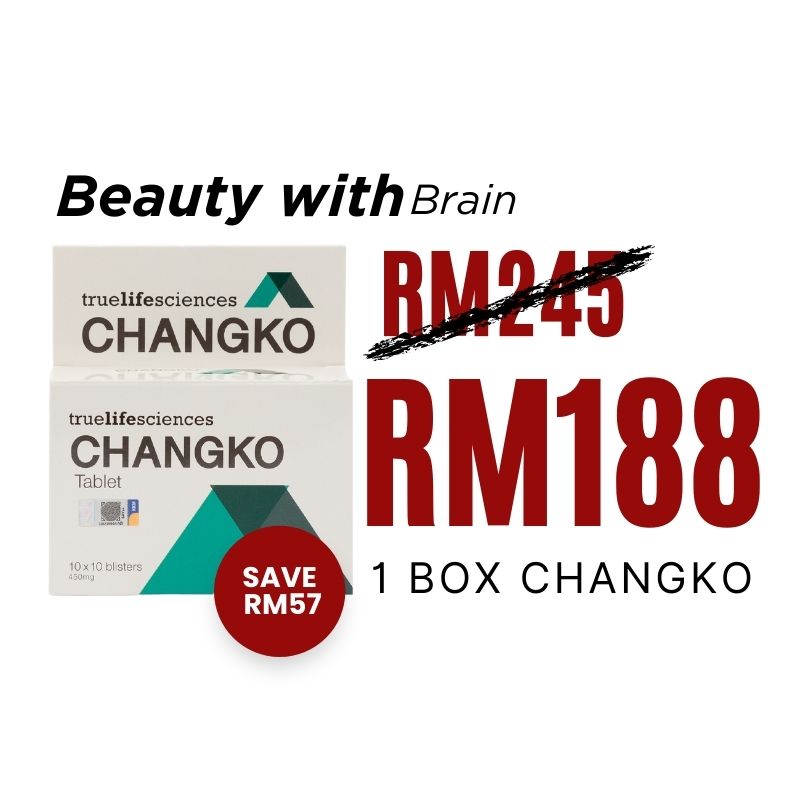 Beauty with Brain
truelifesciences
CHANGKO
truelifesciences
CHANGKO
Tablet
10 x 10 blisters
450mg
SAVE
RM57
RM245
RM188
1 BOX CHANGKO